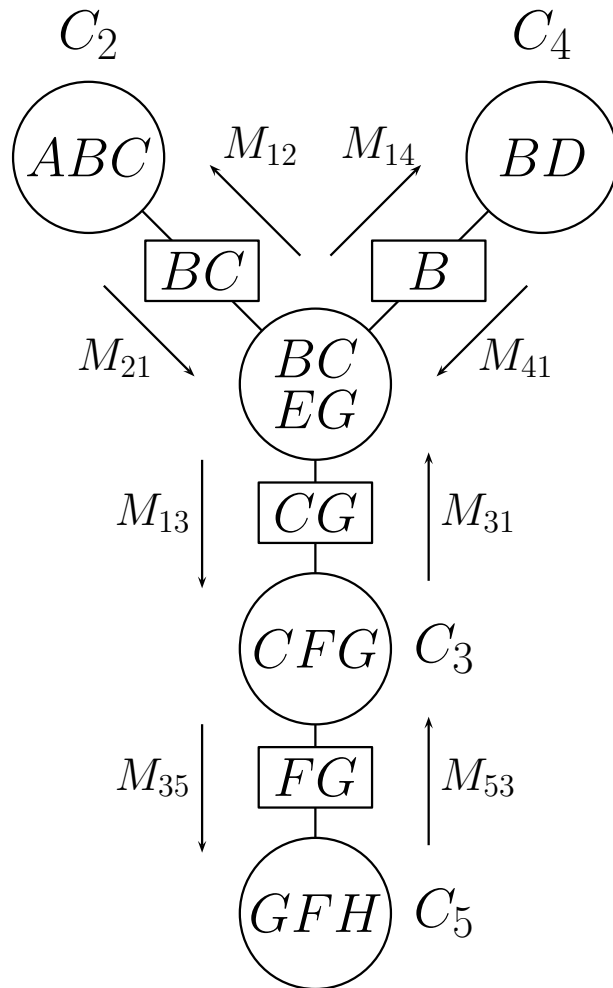 C₂ C₄
ABC BD
M₁₂ M₁₄
BC B
M₂₁ M₄₁
BC
EG
M₁₃ CG M₃₁
CFG C₃
M₃₅ FG M₅₃
GFH C₅